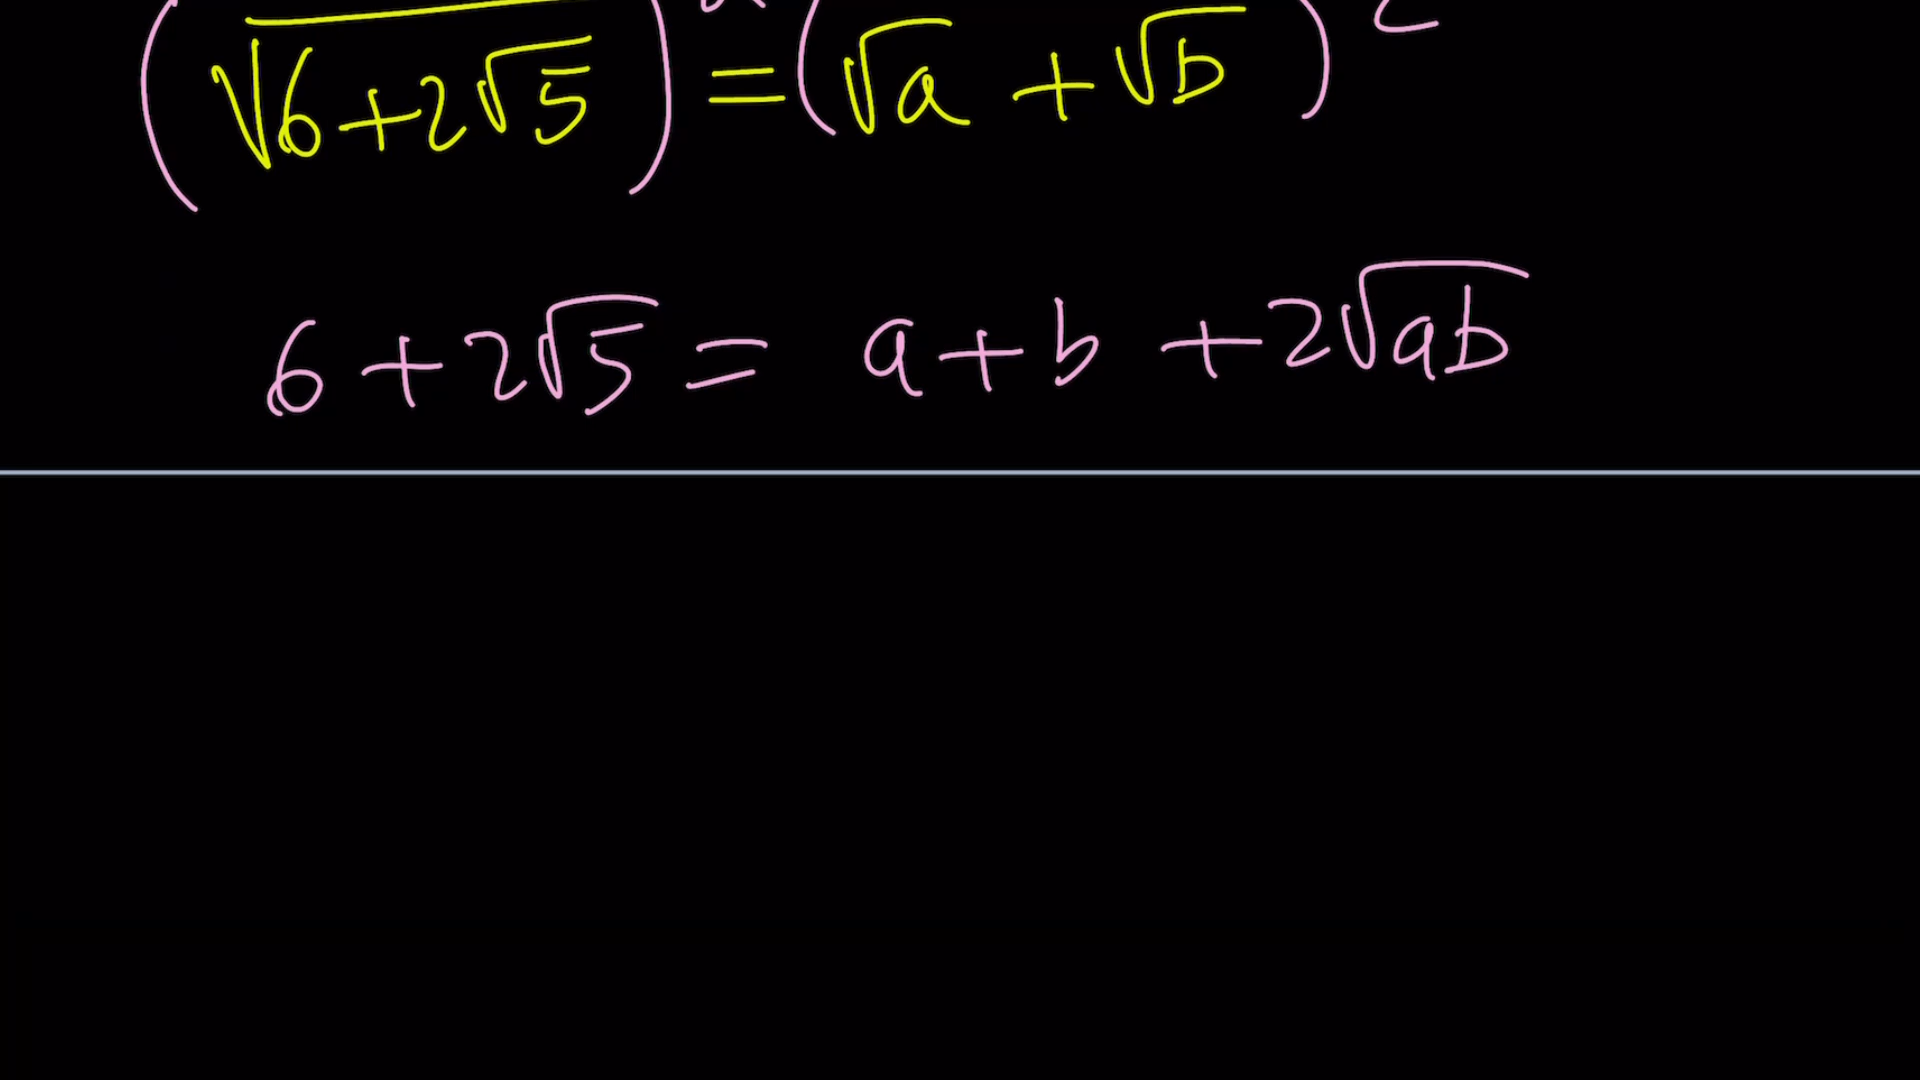 (√(6+2√5))² = (√a + √b)²
6 + 2√5 = a + b + 2√ab